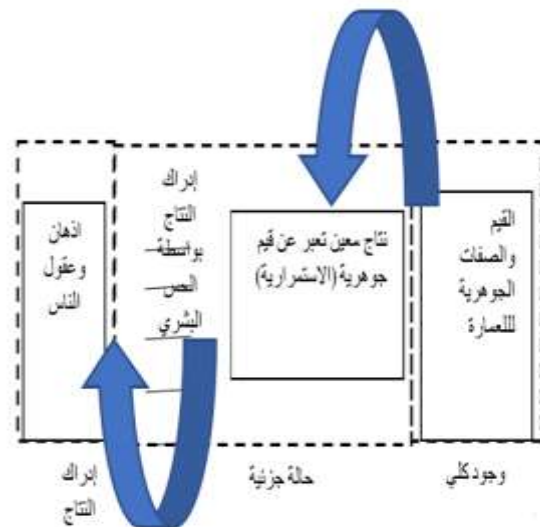 القيم
والصفات
الجوهرية
لللعمارة
نتاج معين تعبر عن قيم
جوهرية (الاستمرارية)
إدراك
النتاج
بواسطة
الحس
البشري
اذهان
وعقول
الناس
وجود كلي
حالة جزئية
إدراك
النتاج